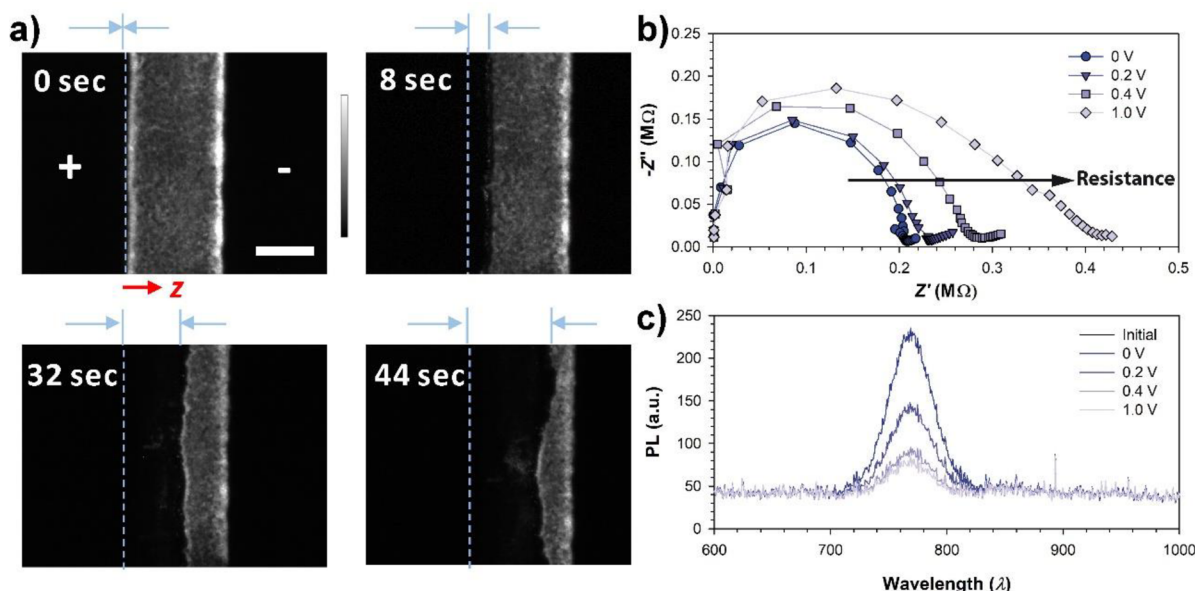 a)
0 sec
+
-
z
8 sec
32 sec
44 sec
b)
0.25
0.20
0.15
0.10
0.05
0.00
-Z'' (MΩ)
0 V
0.2 V
0.4 V
1.0 V
Resistance
0.0 0.1 0.2 0.3 0.4 0.5
Z' (MΩ)
c)
250
200
150
100
50
0
PL (a.u.)
Initial
0 V
0.2 V
0.4 V
1.0 V
600 700 800 900 1000
Wavelength (λ)